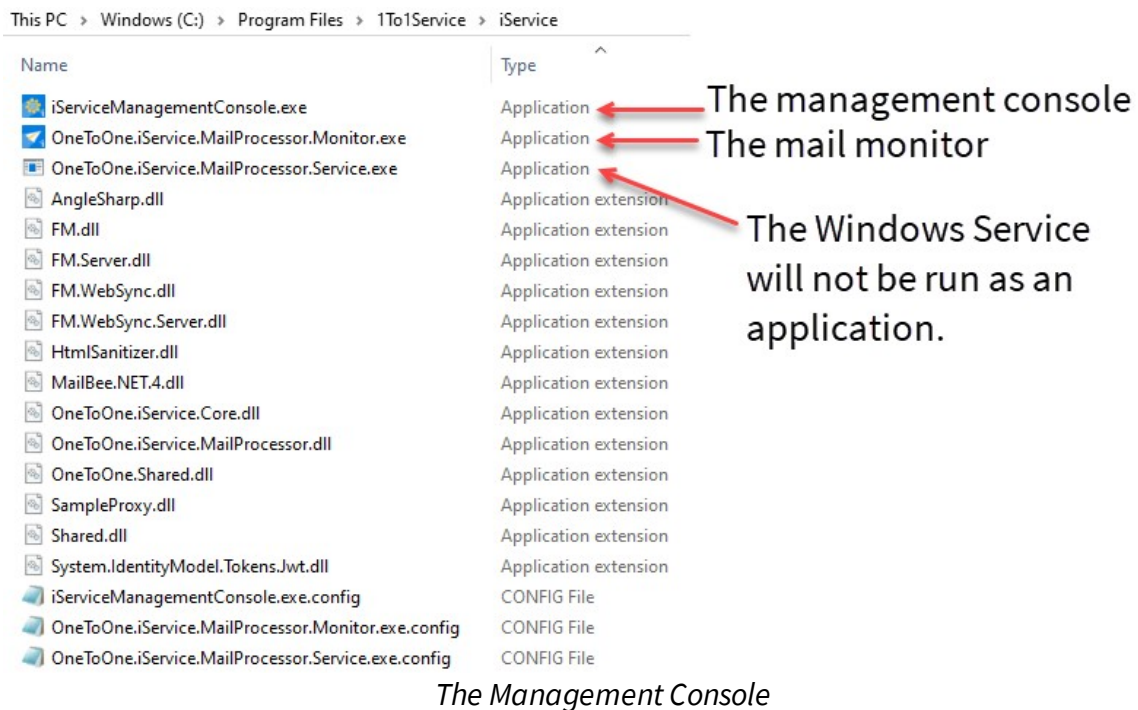 This PC > Windows (C:) > Program Files > 1To1Service > iService
Name Type
iServiceManagementConsole.exe Application The management console
OneToOne.iService.MailProcessor.Monitor.exe Application The mail monitor
OneToOne.iService.MailProcessor.Service.exe Application
AngleSharp.dll Application extension
FM.dll Application extension
FM.Server.dll Application extension
FM.WebSync.dll Application extension
FM.WebSync.Server.dll Application extension
HtmlSanitizer.dll Application extension
MailBee.NET.4.dll Application extension
OneToOne.iService.Core.dll Application extension
OneToOne.iService.MailProcessor.dll Application extension
OneToOne.Shared.dll Application extension
SampleProxy.dll Application extension
Shared.dll Application extension
System.IdentityModel.Tokens.Jwt.dll Application extension
iServiceManagementConsole.exe.config CONFIG File
OneToOne.iService.MailProcessor.Monitor.exe.config CONFIG File
OneToOne.iService.MailProcessor.Service.exe.config CONFIG File
The Windows Service
will not be run as an
application.
The Management Console